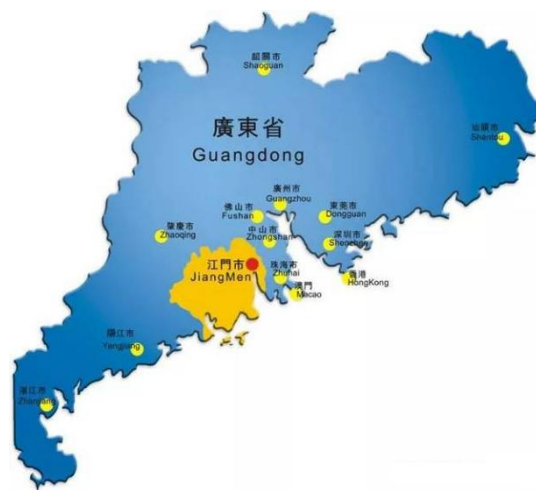 韶關市
Shaoguan
廣東省
Guangdong
汕頭市
Shantou
廣州市
Guangzhou
佛山市
Fushan
東莞市
Dongguan
肇慶市
Zhaoqing
中山市
Zhongshan
深圳市
Shenzhen
江門市
JiangMen
珠海市
Zhuhai
香港
HongKong
澳門
Macao
陽江市
Yangjiang
湛江市
Zhanjiang